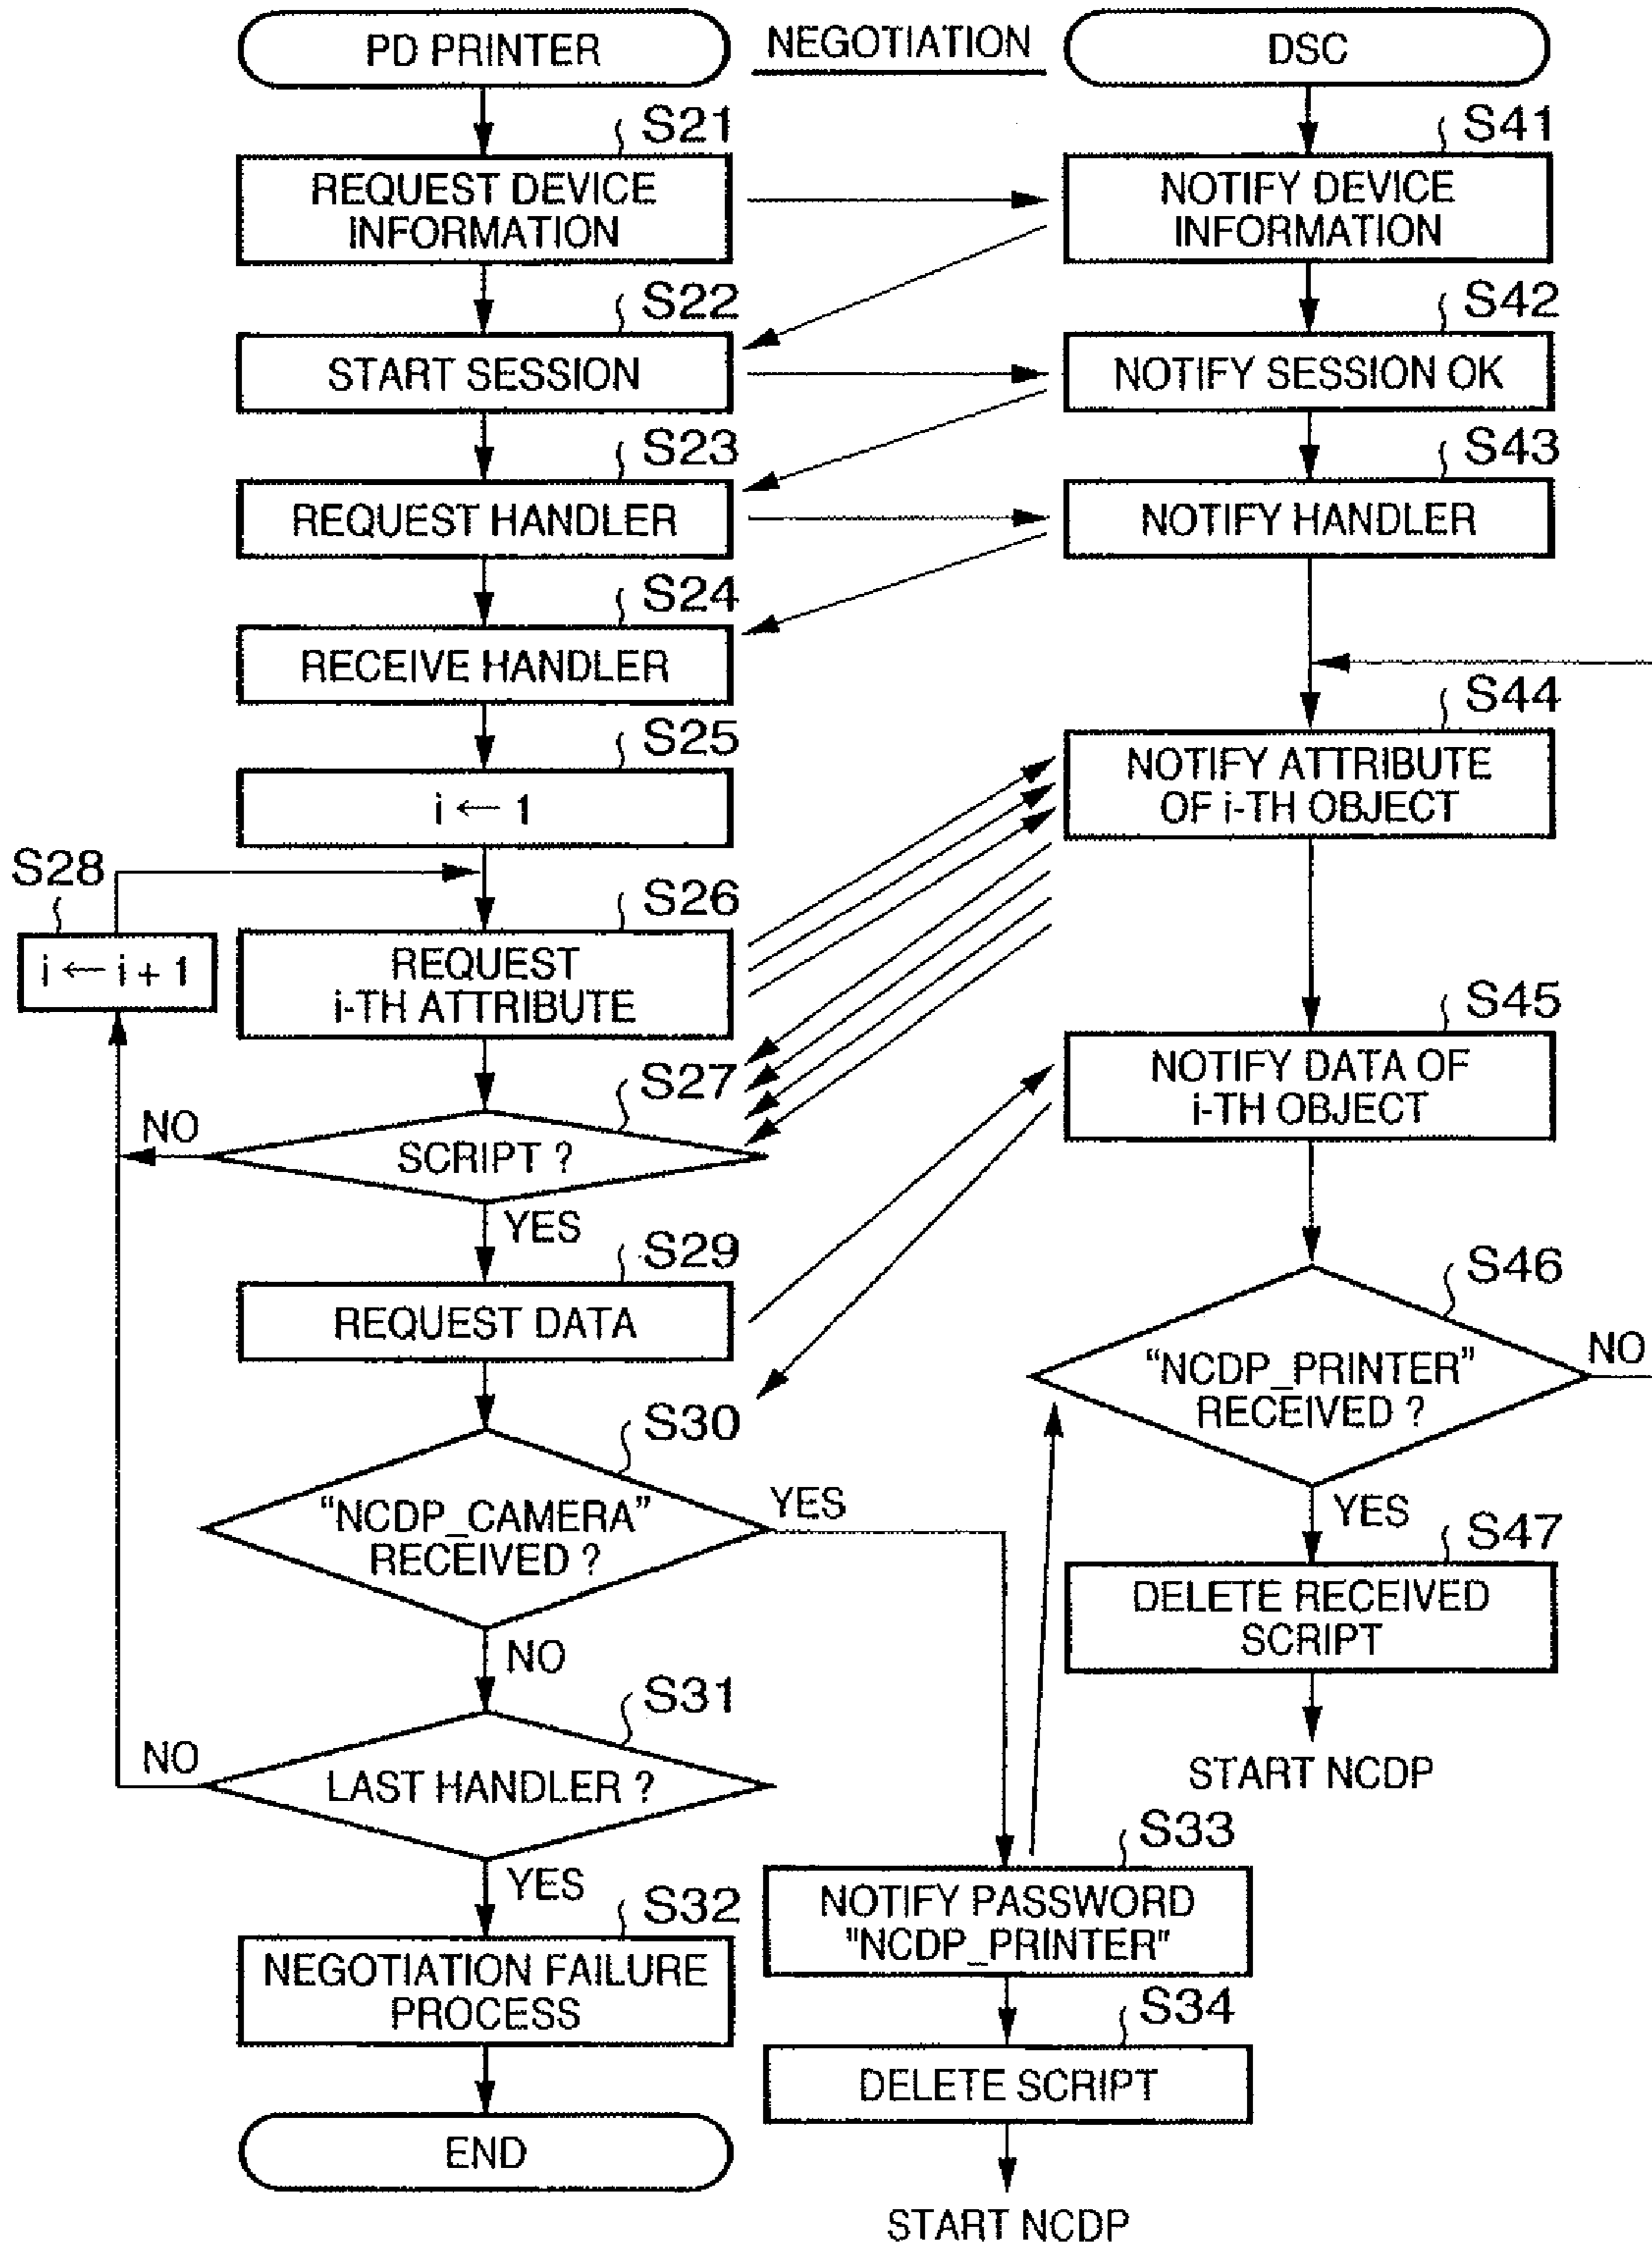 PD PRINTER
NEGOTIATION
DSC
S21
REQUEST DEVICE
INFORMATION
S41
NOTIFY DEVICE
INFORMATION
S22
START SESSION
S42
NOTIFY SESSION OK
S23
REQUEST HANDLER
S43
NOTIFY HANDLER
S24
RECEIVE HANDLER
S25
i ← 1
S44
NOTIFY ATTRIBUTE
OF i-TH OBJECT
S28
i ← i + 1
S26
REQUEST
i-TH ATTRIBUTE
S45
NOTIFY DATA OF
i-TH OBJECT
S27
SCRIPT ?
NO
YES
S29
REQUEST DATA
S46
"NCDP_PRINTER"
RECEIVED ?
NO
YES
S30
"NCDP_CAMERA"
RECEIVED ?
YES
NO
S47
DELETE RECEIVED
SCRIPT
START NCDP
S31
LAST HANDLER ?
NO
YES
S33
NOTIFY PASSWORD
"NCDP_PRINTER"
S32
NEGOTIATION FAILURE
PROCESS
S34
DELETE SCRIPT
END
START NCDP